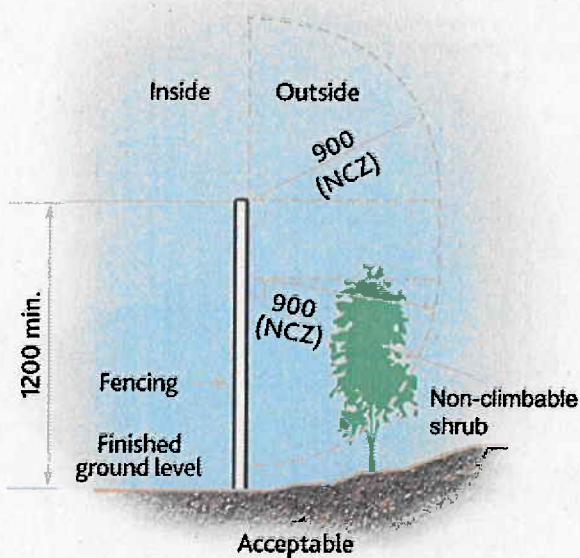 Inside
Outside
900
(NCZ)
1200 min.
900
(NCZ)
Fencing
Non-climbable
shrub
Finished
ground level
Acceptable